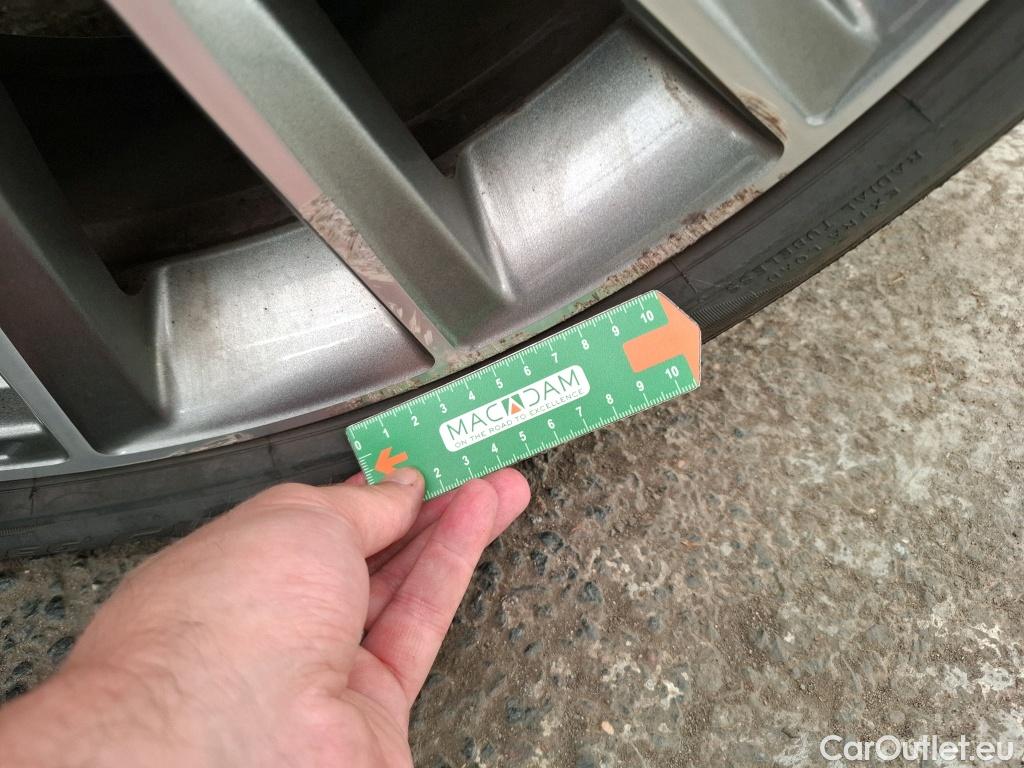 EXTRA LOAD
RADIAL TUBELESS
0 1 2 3 4 5 6 7 8 9 10
MACADAM
ON THE ROAD TO EXCELLENCE
2 3 4 5 6 7 8 9 10
CarOutlet.eu